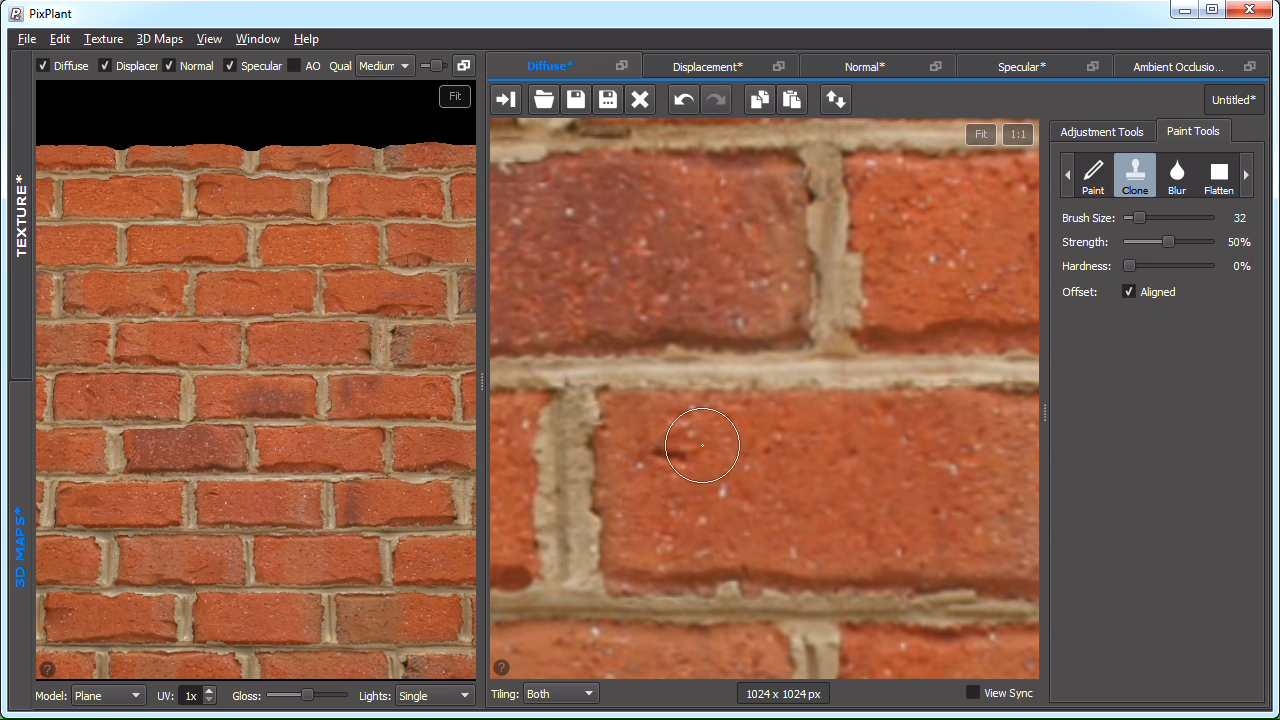 PixPlant
File Edit Texture 3D Maps View Window Help
Diffuse Displacer Normal Specular AO Qual Medium
Diffuse* Displacement* Normal* Specular* Ambient Occlusio...
Untitled*
Fit
Fit 1:1
Adjustment Tools Paint Tools
Paint Clone Blur Flatten
Brush Size: 32
Strength: 50%
Hardness: 0%
Offset: Aligned
TEXTURE*
3D MAPS*
?
?
Model: Plane UV: 1x Gloss: Lights: Single
Tiling: Both 1024 x 1024 px View Sync